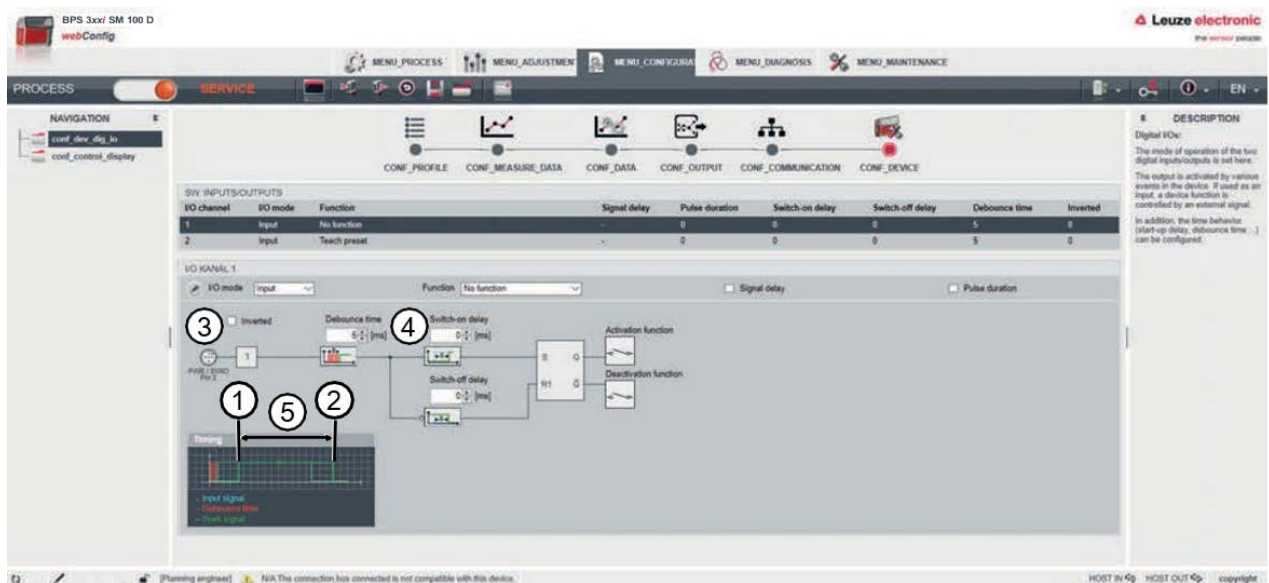 BPS 3xxi SM 100 D
webConfig
Leuze electronic
the sensor people
MENU_PROCESS
MENU_ADJUSTMEN
MENU_CONFIGURA
MENU_DIAGNOSIS
MENU_MAINTENANCE
PROCESS
SERVICE
EN
NAVIGATION
conf_dev_dig_io
conf_control_display
CONF_PROFILE
CONF_MEASURE_DATA
CONF_DATA
CONF_OUTPUT
CONF_COMMUNICATION
CONF_DEVICE
SW. INPUTS/OUTPUTS
I/O channel I/O mode Function Signal delay Pulse duration Switch-on delay Switch-off delay Debounce time Inverted
1 Input No function - 0 0 0 5 0
2 Input Teach preset - 0 0 0 5 0
I/O KANAL 1
I/O mode Input Function No function Signal delay Pulse duration
3 Inverted
Debounce time
5 [ms]
4
Switch-on delay
0 [ms]
Activation function
1
S Q
Pin 2
Switch-off delay
0 [ms]
Deactivation function
R1 Q
1 5 2
Timing
- Input signal
- Debounce time
- Work signal
DESCRIPTION
Digital I/Os:
The mode of operation of the two
digital inputs/outputs is set here.
The output is activated by various
events in the device. If used as an
input, a device function is
controlled by an external signal.
In addition, the time behavior
(start-up delay, debounce time ...)
can be configured.
[Planning engineer] N/A The connection box connected is not compatible with this device.
HOST IN HOST OUT copyright